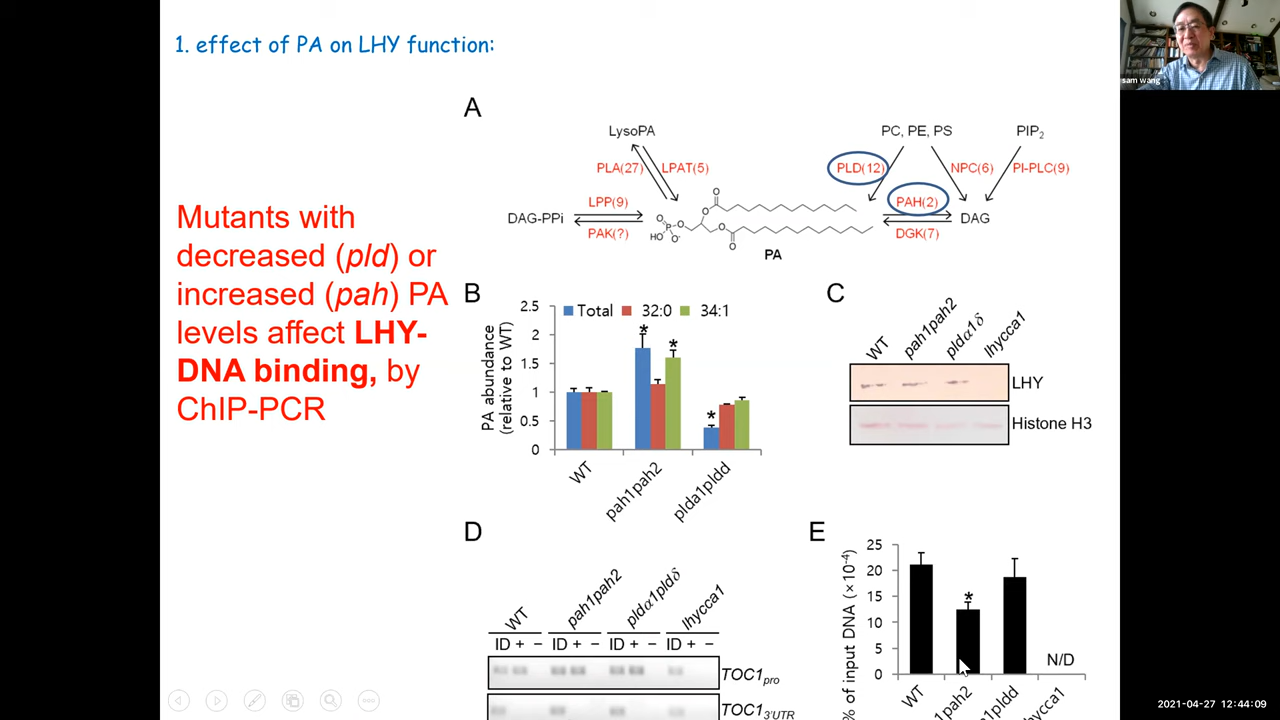 1. effect of PA on LHY function:
sam wang
Mutants with
decreased (pld) or
increased (pah) PA
levels affect LHY-
DNA binding, by
ChIP-PCR
A
LysoPA
PC, PE, PS
PIP2
PLA(27)
LPAT(5)
PLD(12)
NPC(6)
PI-PLC(9)
LPP(9)
PAH(2)
DAG-PPi
DAG
PAK(?)
DGK(7)
O
O
O
P
HO
O-
O
O
PA
B
PA abundance
(relative to WT)
2.5
2
1.5
1
0.5
0
Total
32:0
34:1
*
*
*
WT
pah1pah2
plda1pldd
C
WT
pah1pah2
pldα1δ
lhycca1
LHY
Histone H3
D
WT
pah1pah2
pldα1pldδ
lhycca1
ID + −
ID + −
ID + −
ID + −
TOC1pro
TOC13'UTR
E
% of input DNA (×10-4)
25
20
15
10
5
0
*
N/D
WT
1pah2
1pldd
hycca1
2021-04-27 12:44:09